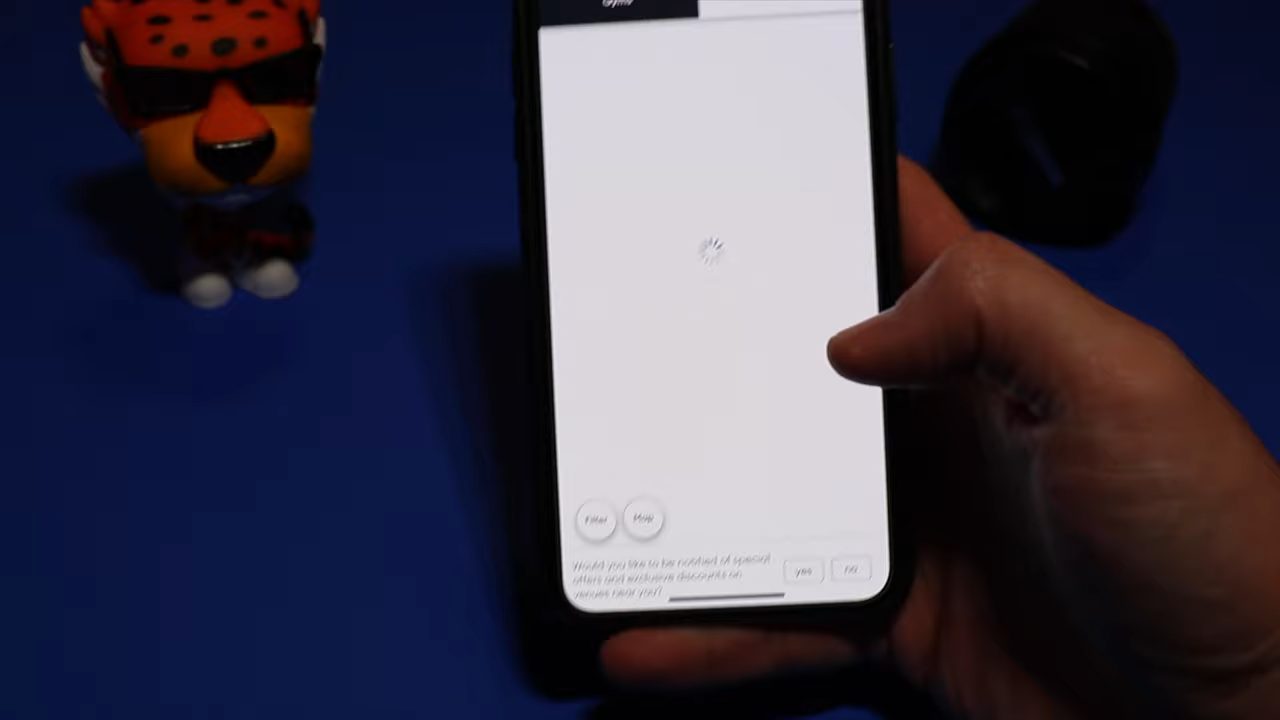 Gyms
Filter
Map
Would you like to be notified of special
offers and exclusive discounts on
venues near you?
yes
no